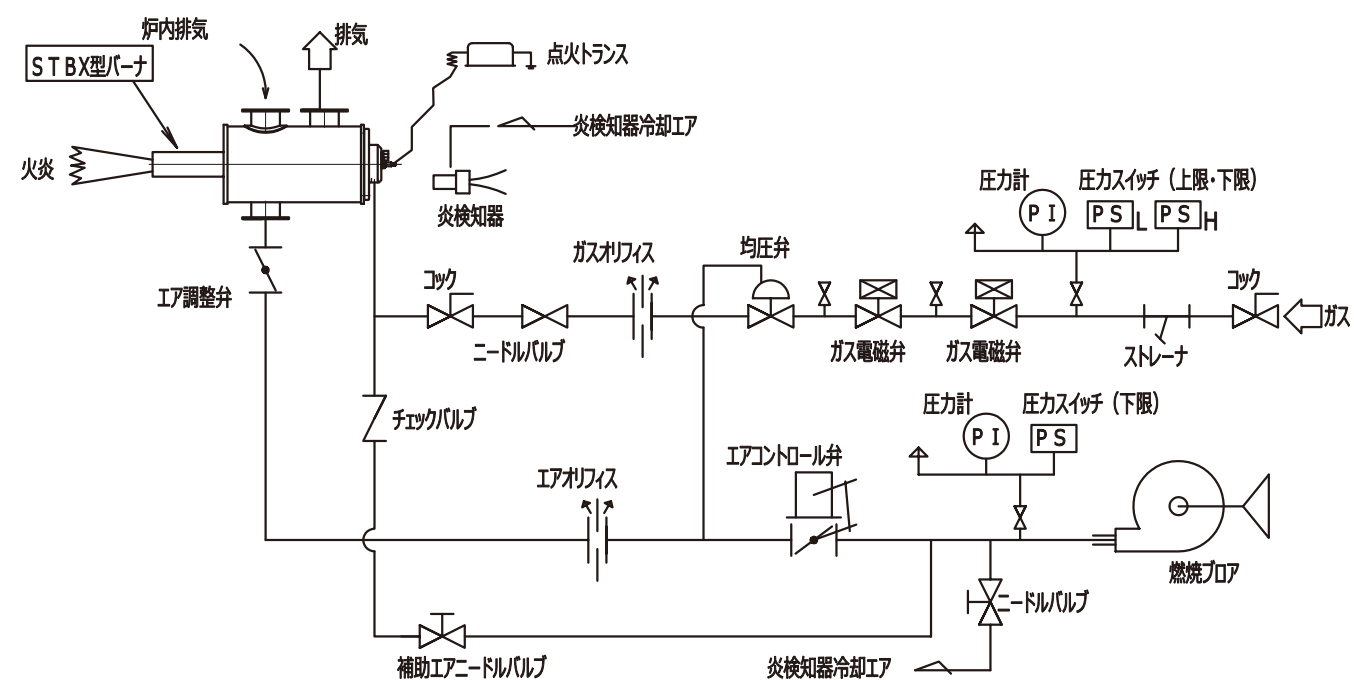 炉内排気
排気
点火トランス
STBX型バーナ
火炎
炎検知器冷却エア
炎検知器
エア調整弁
圧力計
圧力スイッチ（上限・下限）
PI
PS
L
PS
H
コック
ガスオリフィス
均圧弁
コック
ガス
ニードルバルブ
ガス電磁弁
ガス電磁弁
ストレーナ
チェックバルブ
圧力計
圧力スイッチ（下限）
PI
PS
エアオリフィス
エアコントロール弁
燃焼ブロア
ニードルバルブ
補助エアニードルバルブ
炎検知器冷却エア